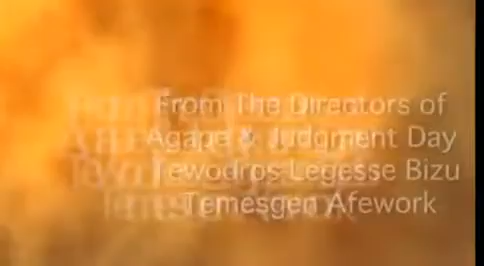 From The Directors of
Agape & Judgment Day
Tewodros Legesse Bizu
Temesgen Afework